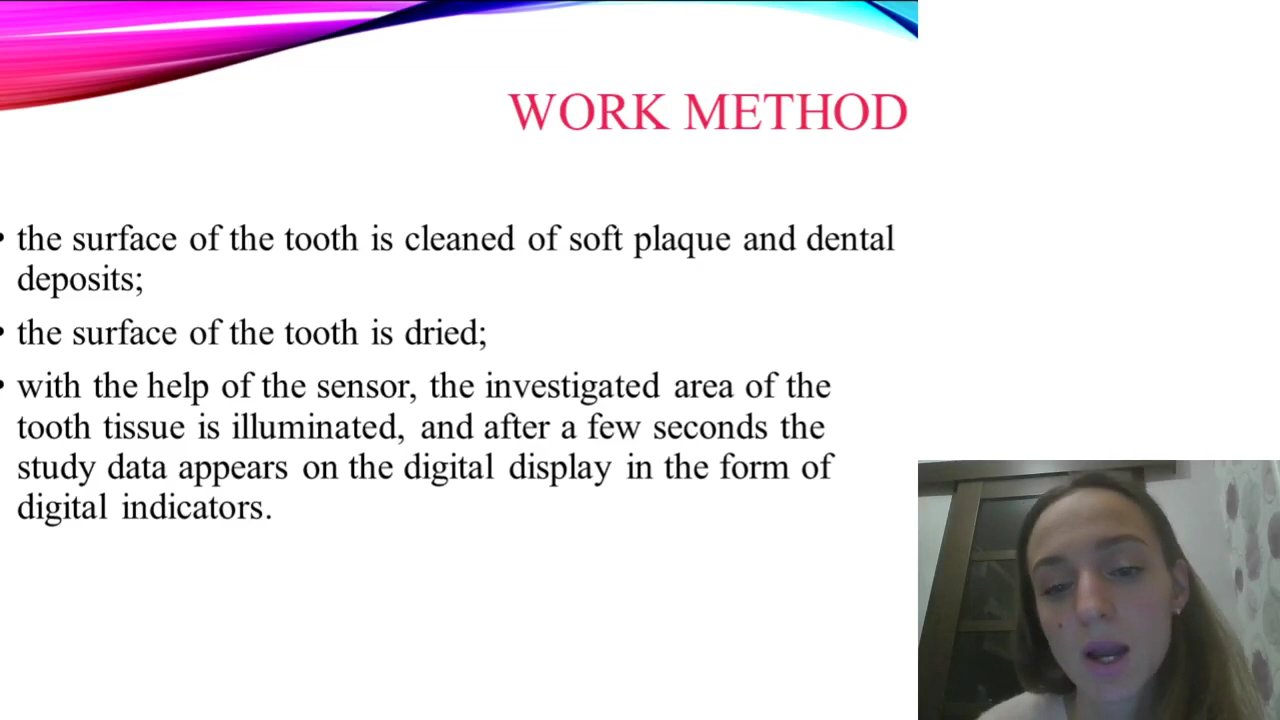 WORK METHOD
• the surface of the tooth is cleaned of soft plaque and dental
deposits;
• the surface of the tooth is dried;
• with the help of the sensor, the investigated area of the
tooth tissue is illuminated, and after a few seconds the
study data appears on the digital display in the form of
digital indicators.